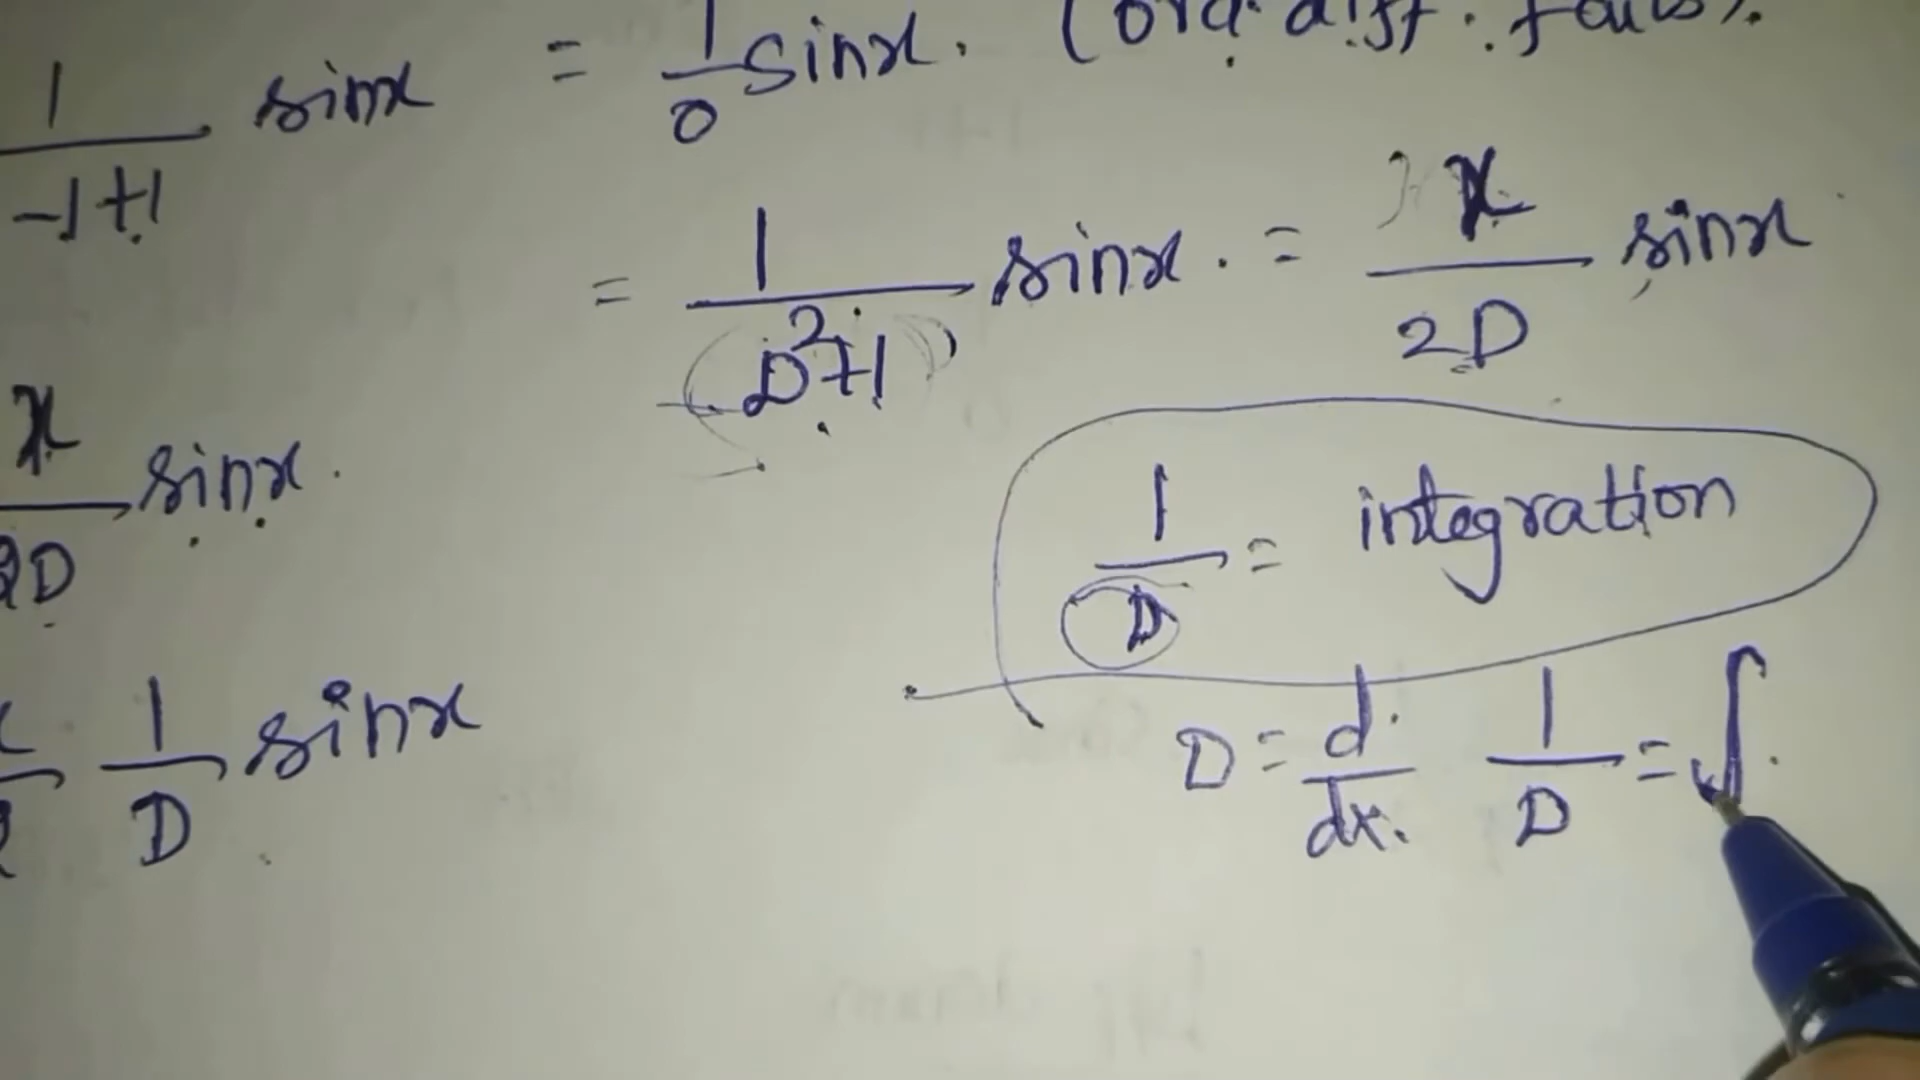 1/(-1+1) sinx = 1/0 sinx. (ord. diff. fails).
= 1/(D²+1) sinx. = x/2D sinx
x/2D sinx.
1/D = integration
1/D sinx
D = d/dx. 1/D = ∫.